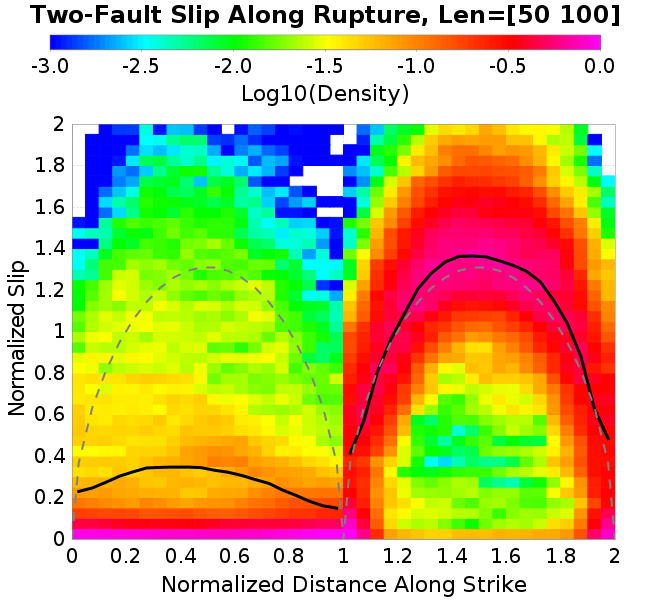 Two-Fault Slip Along Rupture, Len=[50 100]
-3.0 -2.5 -2.0 -1.5 -1.0 -0.5 0.0
Log10(Density)
2
1.8
1.6
1.4
1.2
1
0.8
0.6
0.4
0.2
0
Normalized Slip
0 0.2 0.4 0.6 0.8 1 1.2 1.4 1.6 1.8 2
Normalized Distance Along Strike